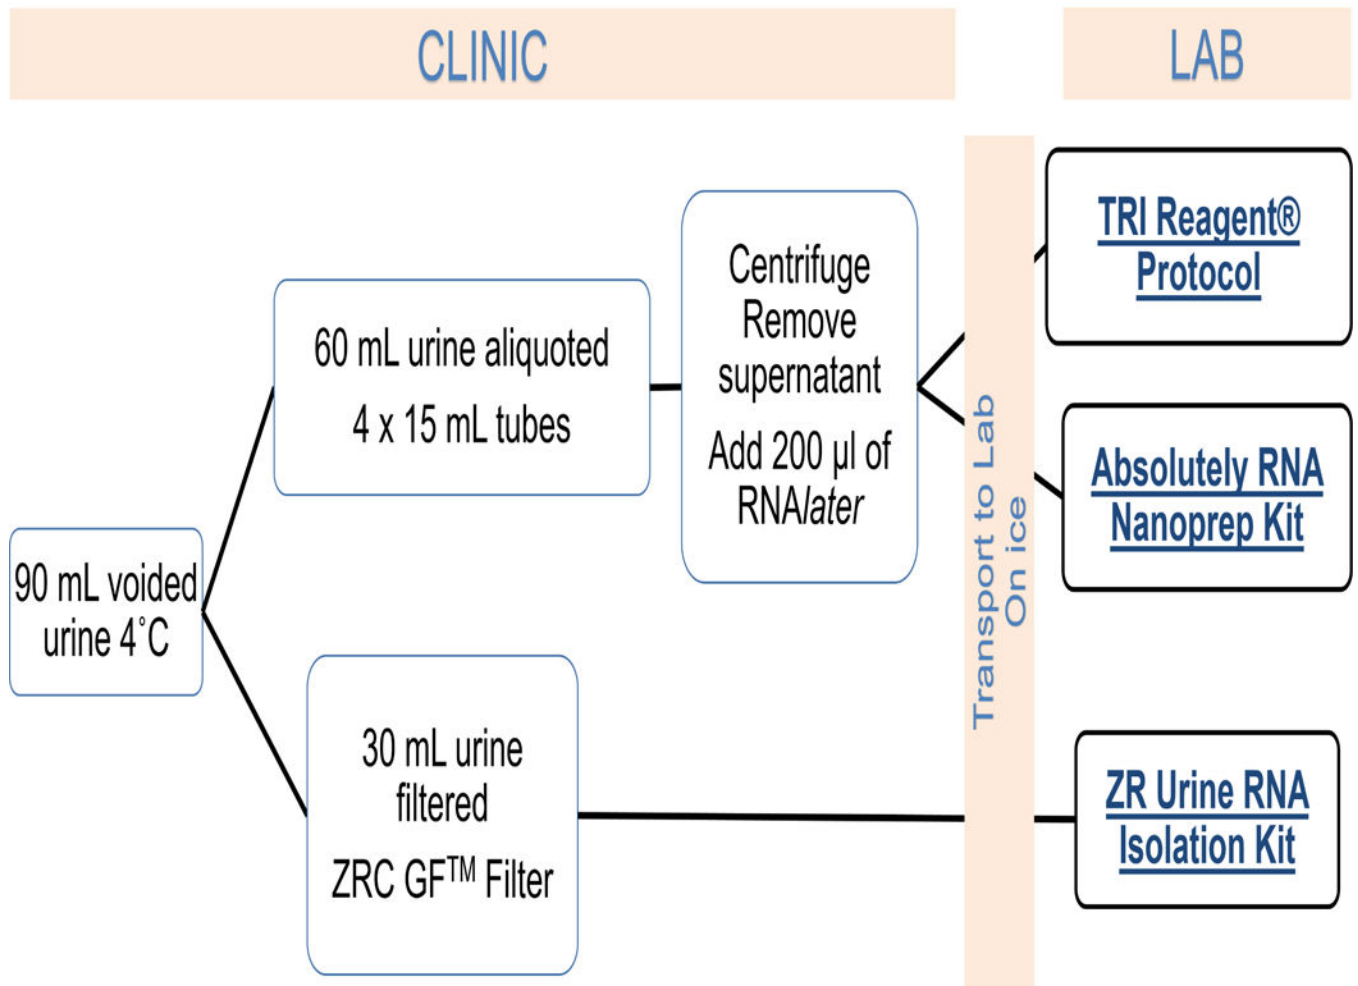 CLINIC
LAB
90 mL voided
urine 4˚C
60 mL urine aliquoted
4 x 15 mL tubes
Centrifuge
Remove
supernatant
Add 200 µl of
RNAlater
30 mL urine
filtered
ZRC GF™ Filter
Transport to Lab
On ice
TRI Reagent®
Protocol
Absolutely RNA
Nanoprep Kit
ZR Urine RNA
Isolation Kit